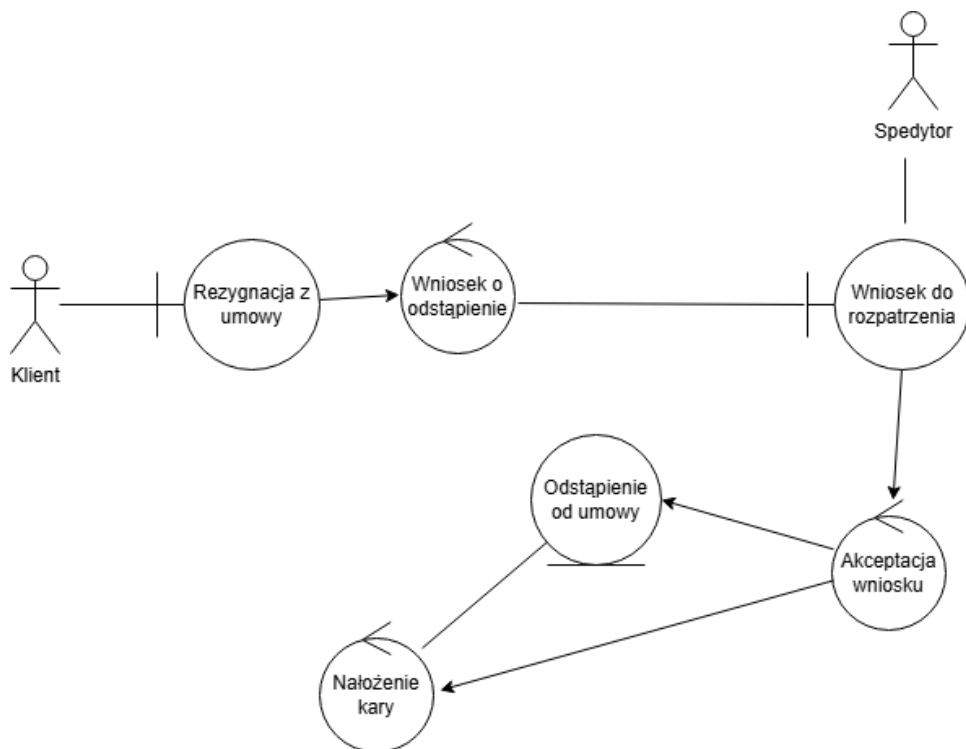 Spedytor
Klient
Rezygnacja z
umowy
Wniosek o
odstąpienie
Wniosek do
rozpatrzenia
Odstąpienie
od umowy
Akceptacja
wniosku
Nałożenie
kary